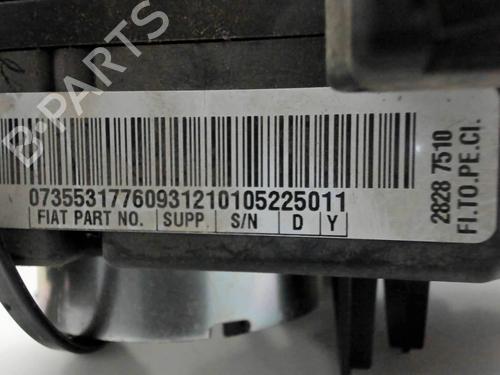 07355317760931210105225011
FIAT PART NO. SUPP. S/N D Y
2828 7510
FI.TO.PE.CI.
B-PARTS